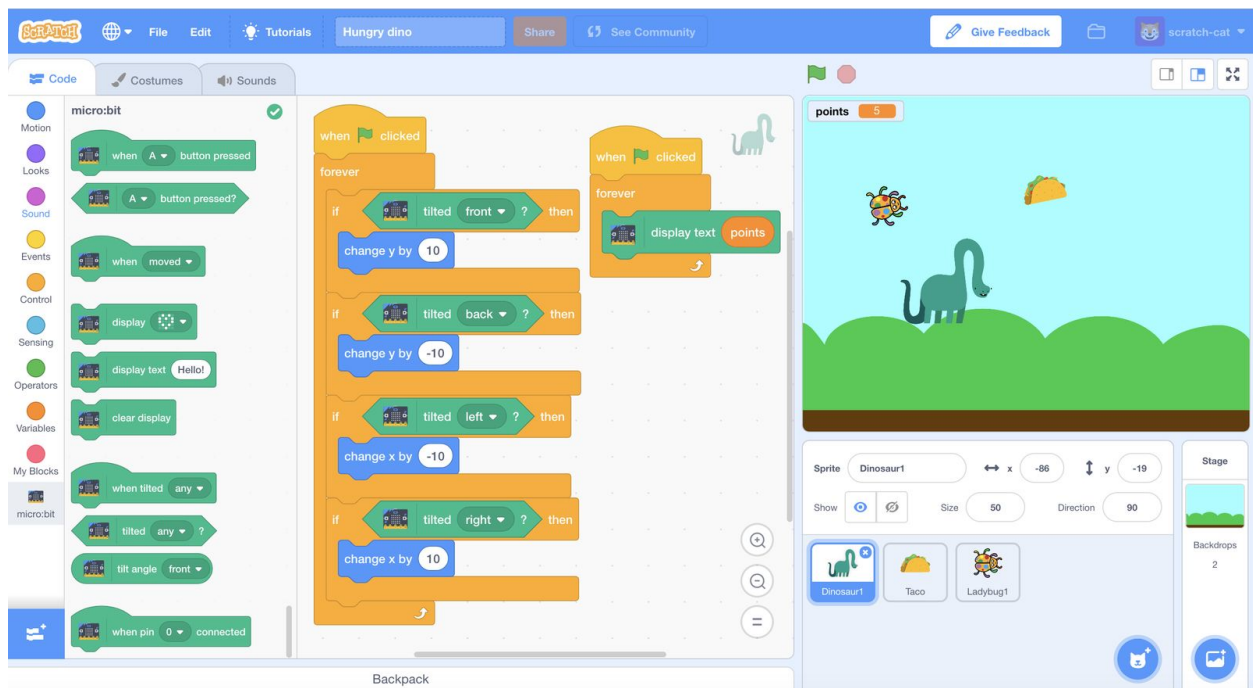 SCRATCH
File
Edit
Tutorials
Hungry dino
Share
See Community
Give Feedback
scratch-cat
Code
Costumes
Sounds
Motion
Looks
Sound
Events
Control
Sensing
Operators
Variables
My Blocks
micro:bit
micro:bit
when A button pressed
A button pressed?
when moved
display
display text Hello!
clear display
when tilted any
tilted any ?
tilt angle front
when pin 0 connected
when clicked
forever
if tilted front ? then
change y by 10
if tilted back ? then
change y by -10
if tilted left ? then
change x by -10
if tilted right ? then
change x by 10
when clicked
forever
display text points
Backpack
points 5
Sprite Dinosaur1 x -86 y -19
Show Size 50 Direction 90
Dinosaur1
Taco
Ladybug1
Stage
Backdrops
2